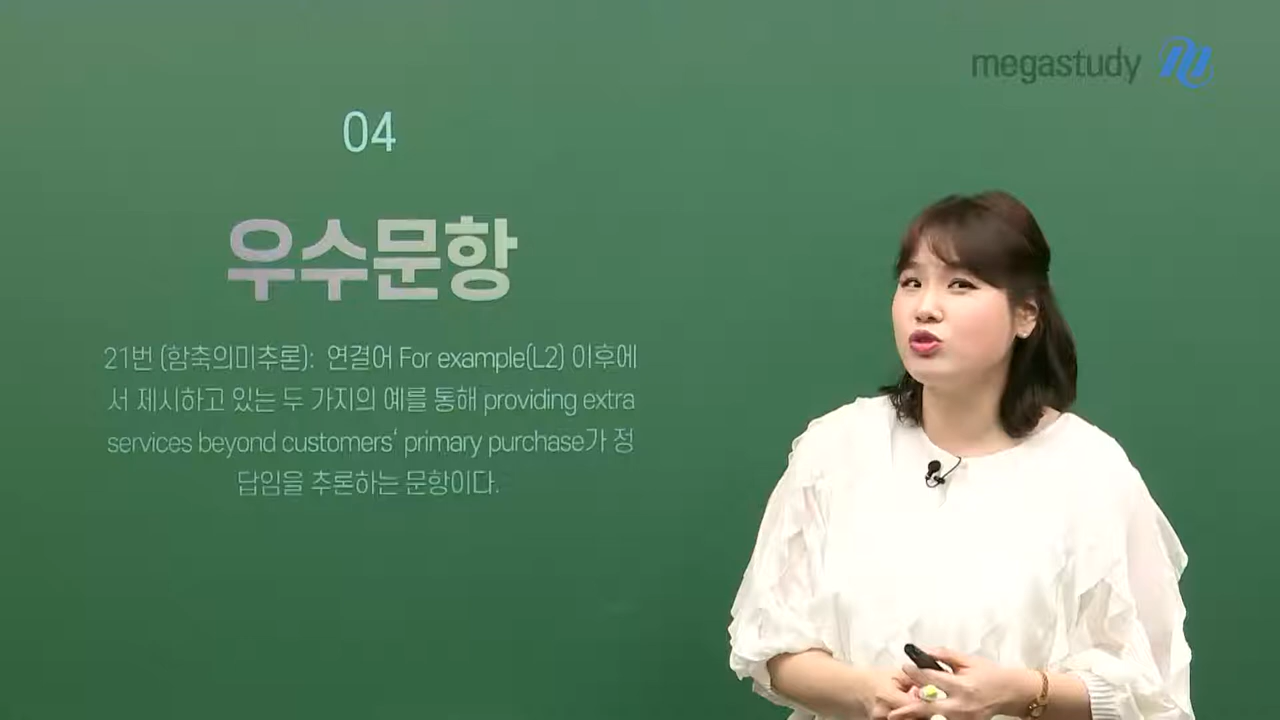 megastudy
04
우수문항
21번 (함축의미추론): 연결어 For example(L2) 이후에
서 제시하고 있는 두 가지의 예를 통해 providing extra
services beyond customers‘ primary purchase가 정
답임을 추론하는 문항이다.